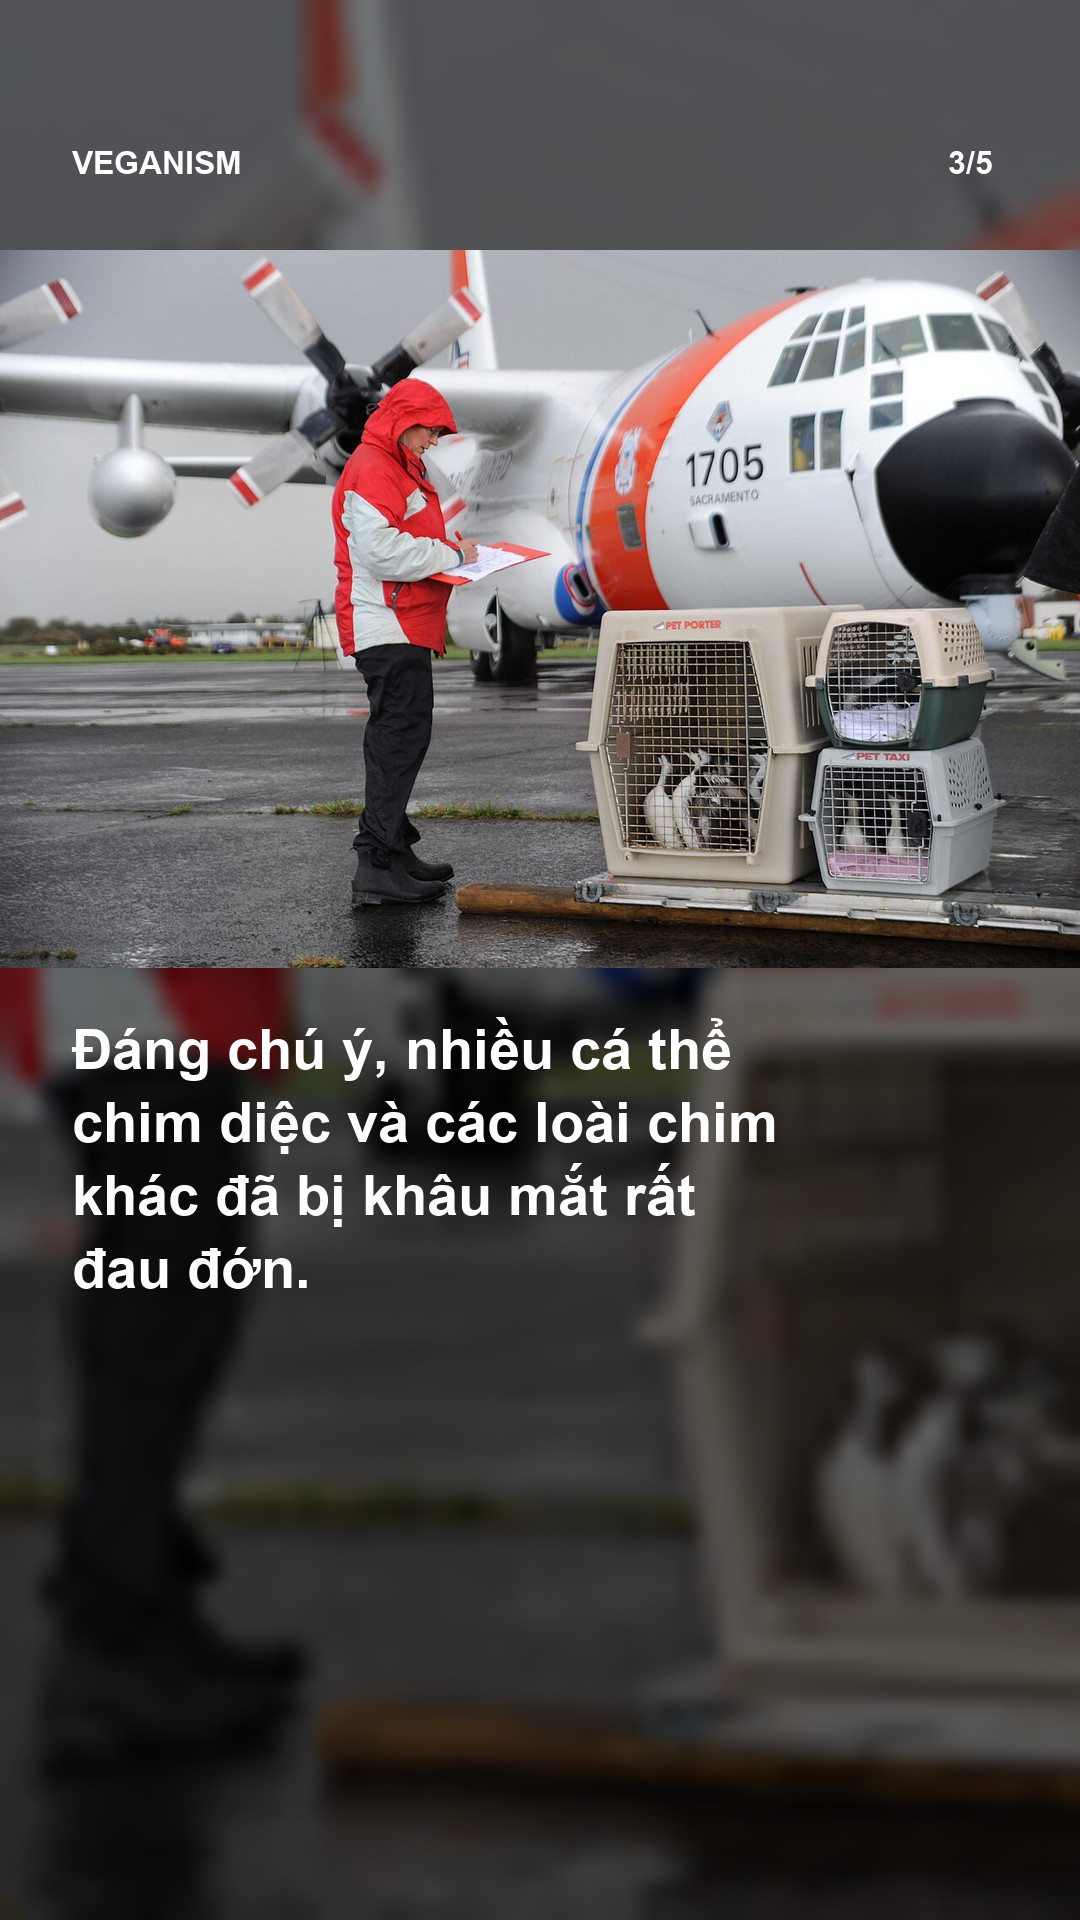 VEGANISM
3/5
1705
SACRAMENTO
PET PORTER
PET TAXI
Đáng chú ý, nhiều cá thể
chim diệc và các loài chim
khác đã bị khâu mắt rất
đau đớn.